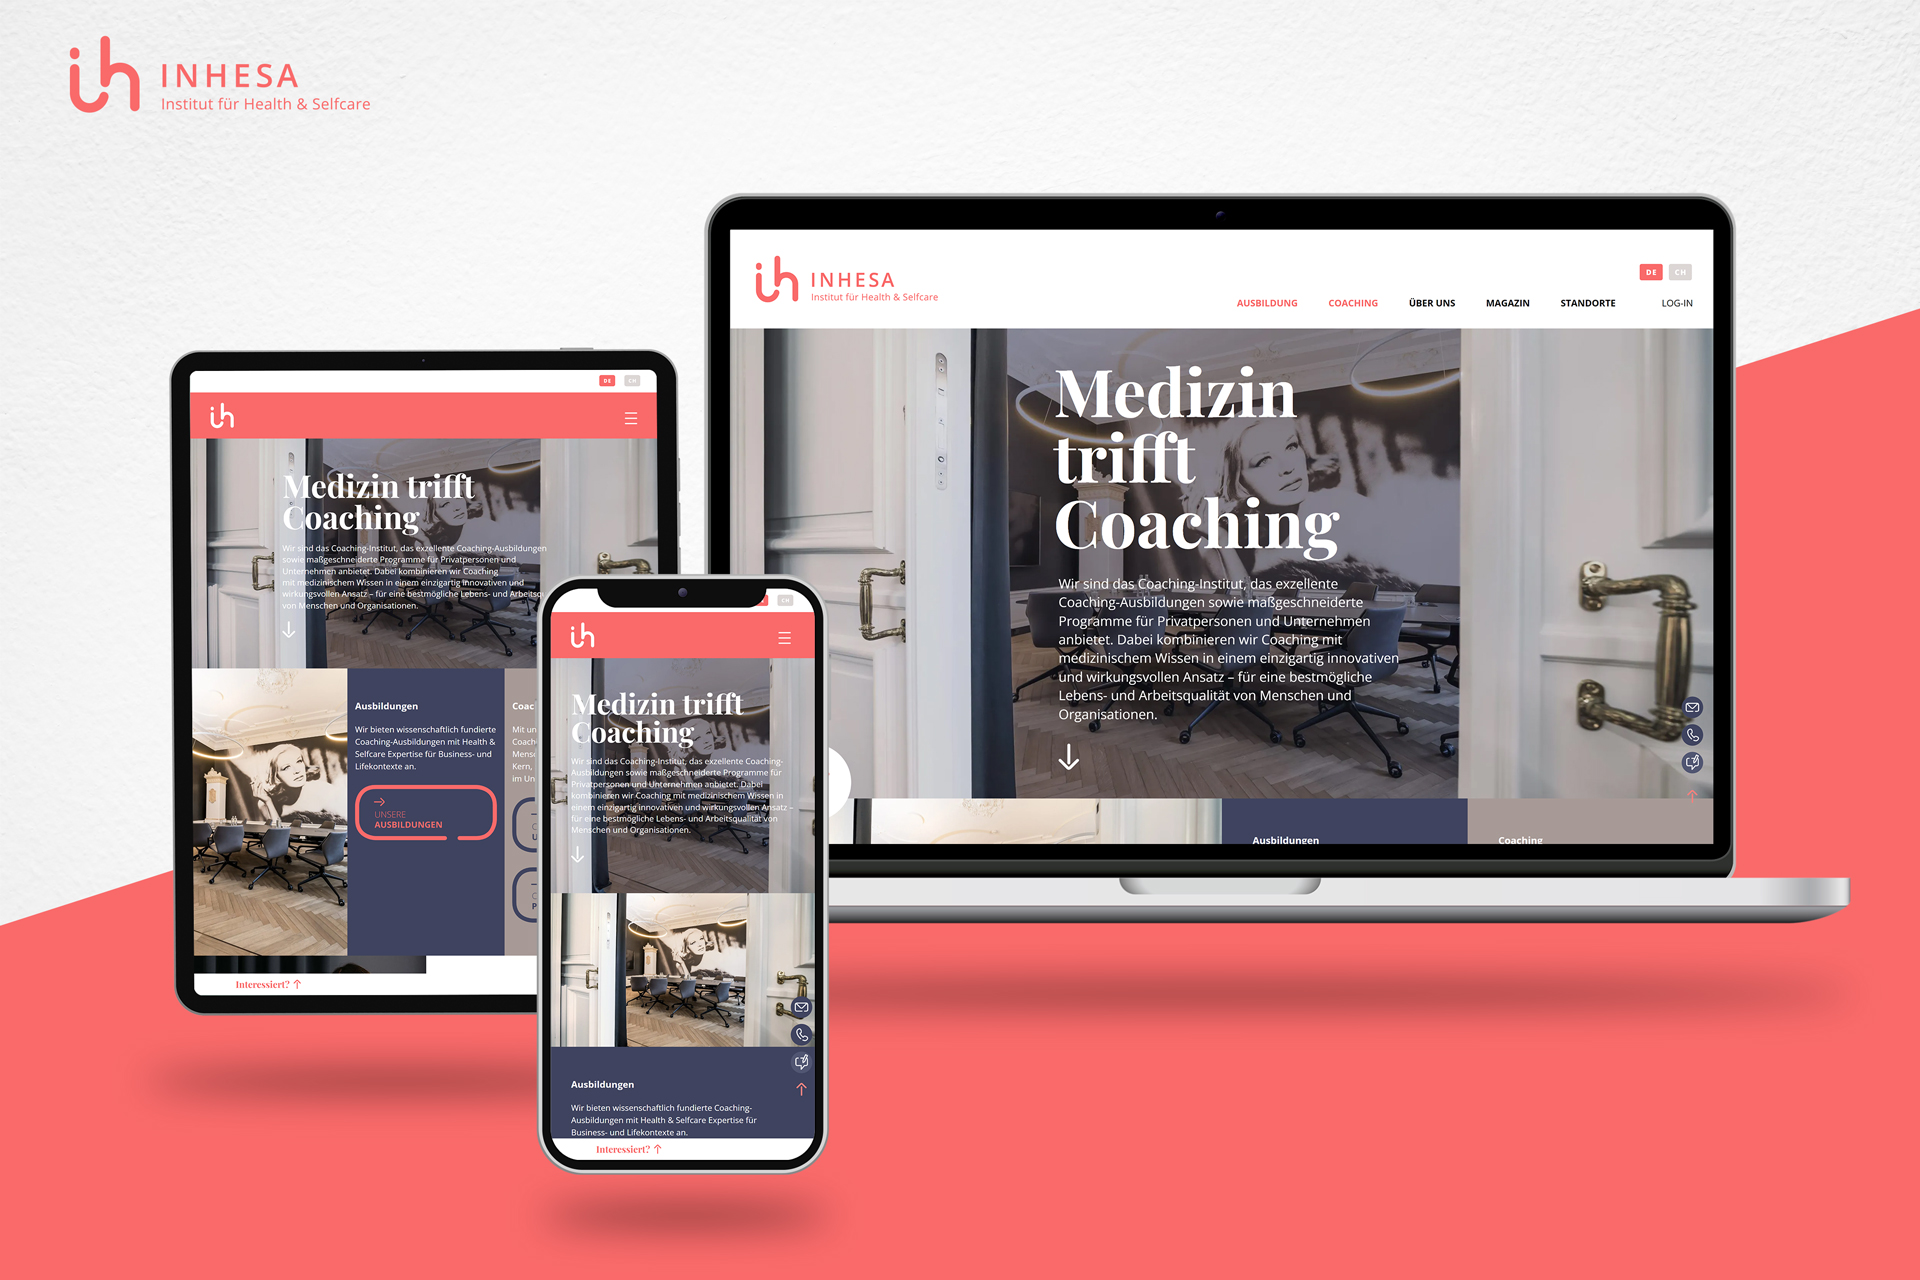 INHESA
Institut für Health & Selfcare
INHESA
Institut für Health & Selfcare
DE CH
AUSBILDUNG COACHING ÜBER UNS MAGAZIN STANDORTE LOG-IN
Medizin
trifft
Coaching
Wir sind das Coaching-Institut, das exzellente
Coaching-Ausbildungen sowie maßgeschneiderte
Programme für Privatpersonen und Unternehmen
anbietet. Dabei kombinieren wir Coaching mit
medizinischem Wissen in einem einzigartig innovativen
und wirkungsvollen Ansatz – für eine bestmögliche
Lebens- und Arbeitsqualität von Menschen und
Organisationen.
Ausbildungen
Coaching
DE CH
Medizin trifft
Coaching
Wir sind das Coaching-Institut, das exzellente Coaching-Ausbildungen
sowie maßgeschneiderte Programme für Privatpersonen und
Unternehmen anbietet. Dabei kombinieren wir Coaching
mit medizinischem Wissen in einem einzigartig innovativen und
wirkungsvollen Ansatz – für eine bestmögliche Lebens- und Arbeitsqu
von Menschen und Organisationen.
Ausbildungen
Wir bieten wissenschaftlich fundierte
Coaching-Ausbildungen mit Health &
Selfcare Expertise für Business- und
Lifekontexte an.
UNSERE
AUSBILDUNGEN
Coac
Mit un
Coach
Mensc
Kern,
im Un
Interessiert?
CH
Medizin trifft
Coaching
Wir sind das Coaching-Institut, das exzellente Coaching-
Ausbildungen sowie maßgeschneiderte Programme für
Privatpersonen und Unternehmen anbietet. Dabei
kombinieren wir Coaching mit medizinischem Wissen in
einem einzigartig innovativen und wirkungsvollen Ansatz –
für eine bestmögliche Lebens- und Arbeitsqualität von
Menschen und Organisationen.
Ausbildungen
Wir bieten wissenschaftlich fundierte Coaching-
Ausbildungen mit Health & Selfcare Expertise für
Business- und Lifekontexte an.
Interessiert?